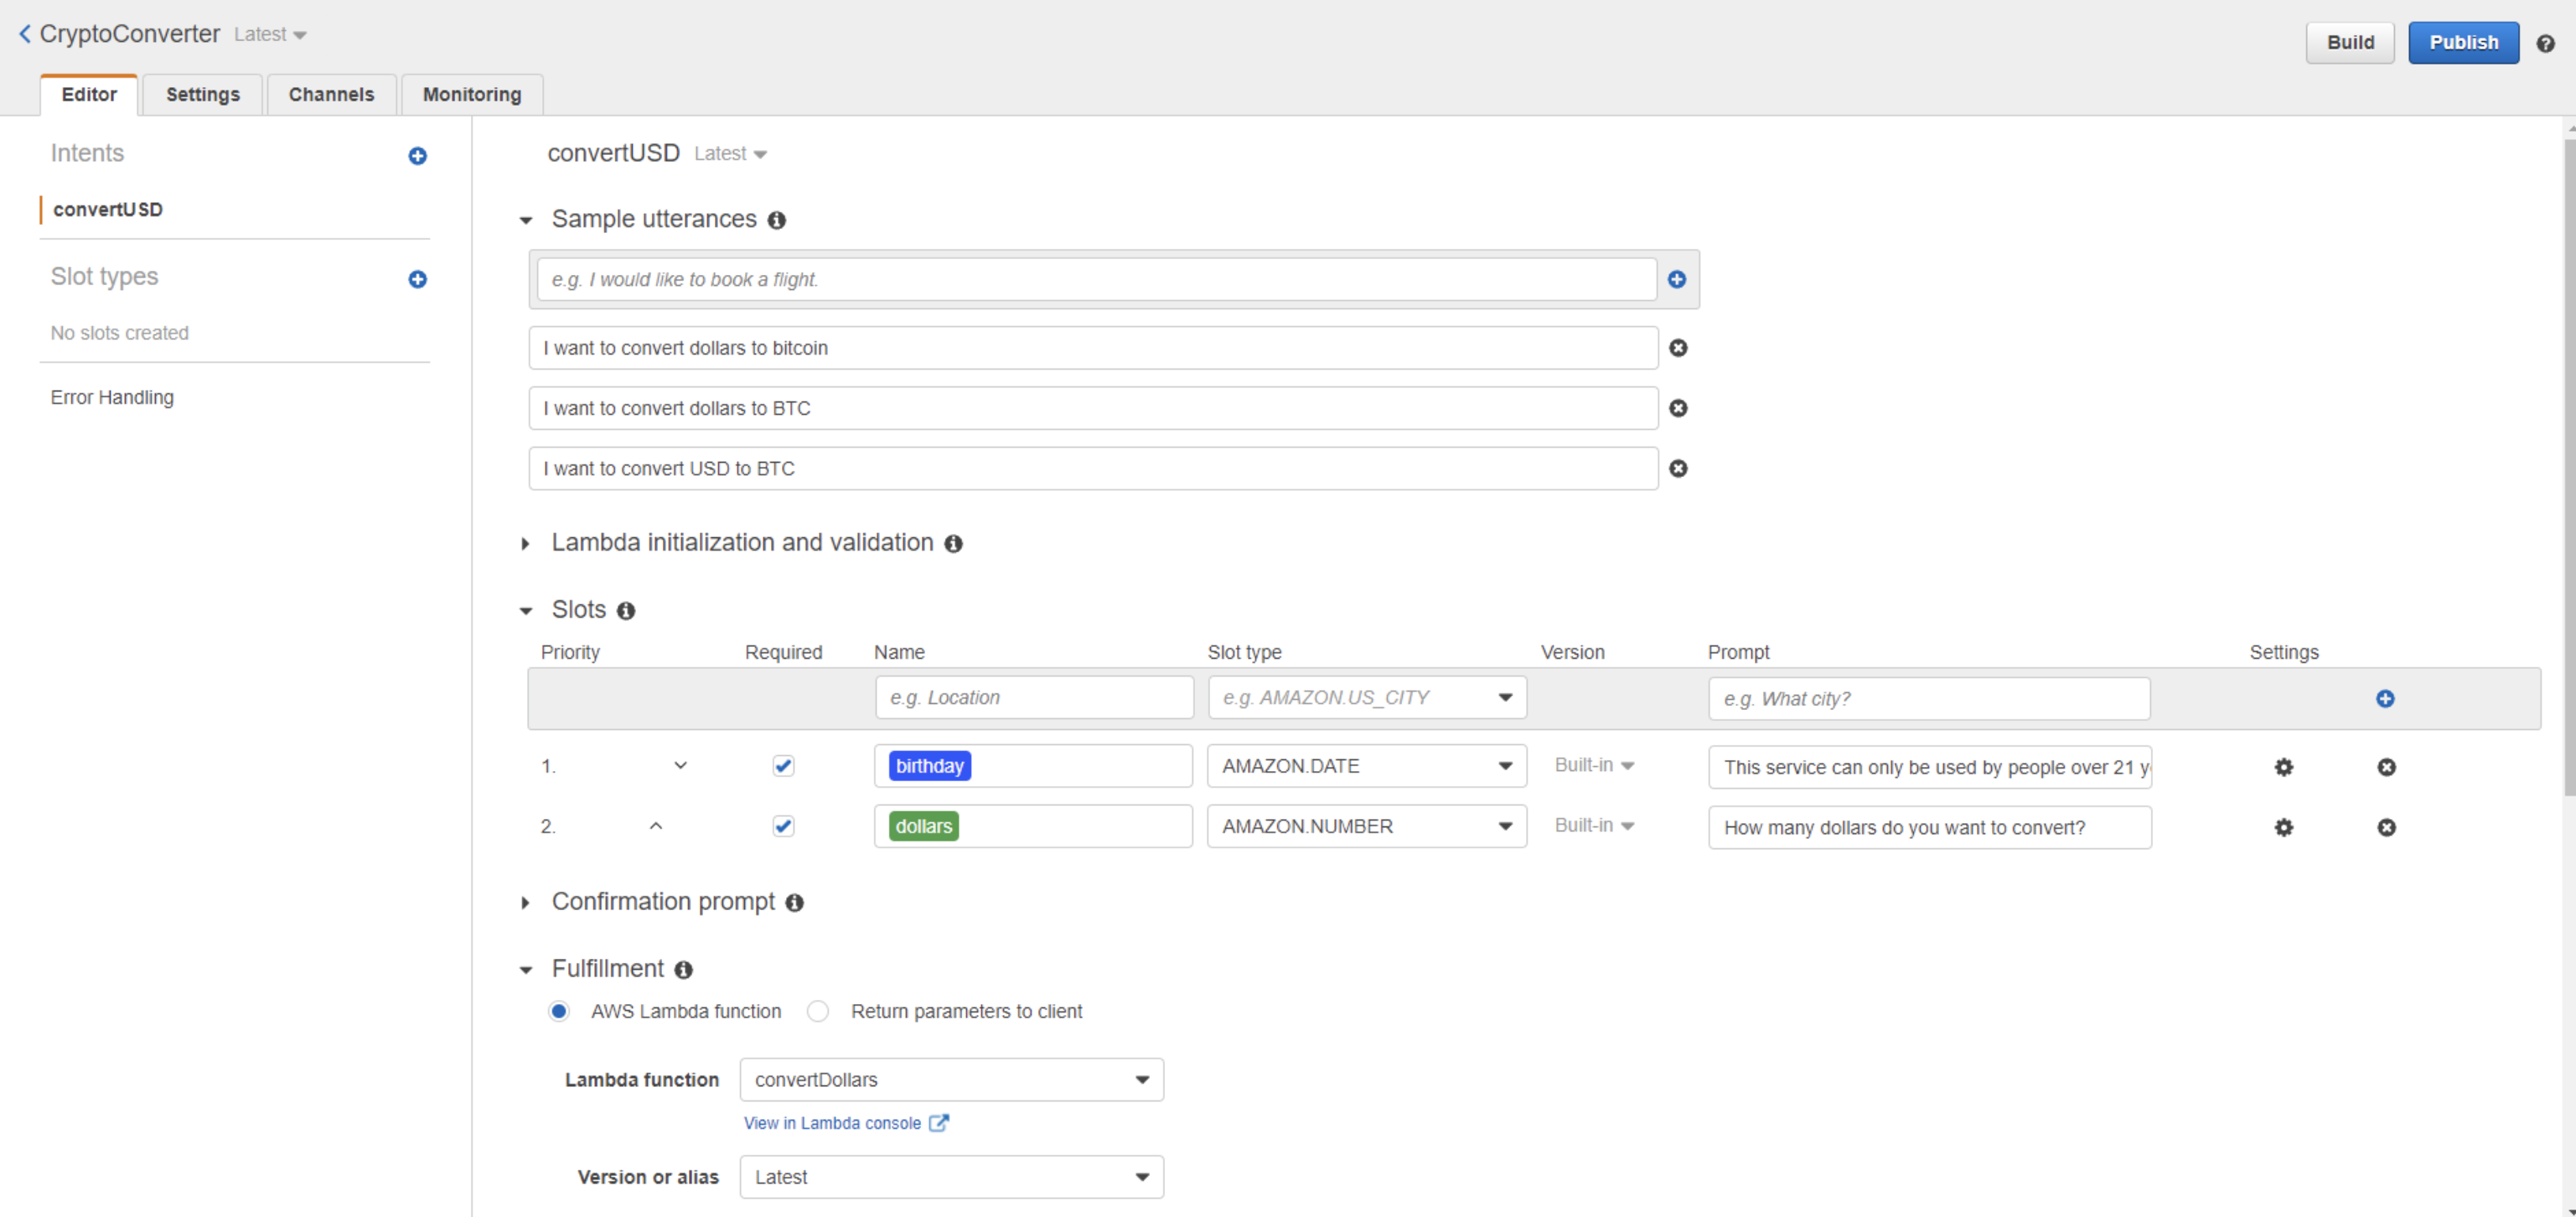 CryptoConverter Latest
Build Publish
Editor Settings Channels Monitoring
Intents
convertUSD
Slot types
No slots created
Error Handling
convertUSD Latest
Sample utterances
e.g. I would like to book a flight.
I want to convert dollars to bitcoin
I want to convert dollars to BTC
I want to convert USD to BTC
Lambda initialization and validation
Slots
Priority Required Name Slot type Version Prompt Settings
e.g. Location e.g. AMAZON.US_CITY e.g. What city?
1. birthday AMAZON.DATE Built-in This service can only be used by people over 21 y
2. dollars AMAZON.NUMBER Built-in How many dollars do you want to convert?
Confirmation prompt
Fulfillment
AWS Lambda function Return parameters to client
Lambda function convertDollars
View in Lambda console
Version or alias Latest